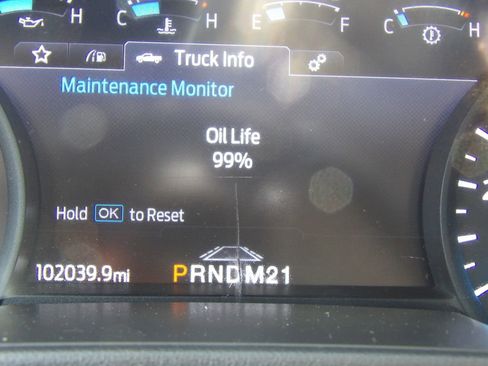 H C H E F C H
Truck Info
Maintenance Monitor
Oil Life
99%
Hold OK to Reset
102039.9mi PRNDM21